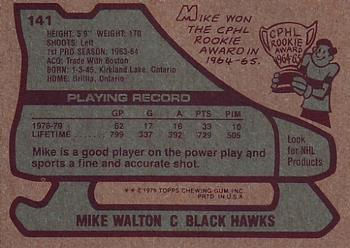 141
HEIGHT: 5'9" WEIGHT: 170
SHOOTS: Left
1st PRO SEASON: 1963-64
ACQ: Trade With Boston
BORN: 1-3-45, Kirkland Lake, Ontario
HOME: Brillia, Ontario
MIKE WON
THE CPHL
ROOKIE
AWARD IN
1964-65.
CPHL
ROOKIE
AWARD
1964-65
PLAYING RECORD
GP G A PTS PIM
1978-79 62 17 16 33 10
LIFETIME 799 337 392 729 505
Mike is a good player on the power play and
sports a fine and accurate shot.
Look
for NHL
Products
** © 1979 TOPPS CHEWING GUM, INC.
PRTD. IN U.S.A.
MIKE WALTON C BLACK HAWKS